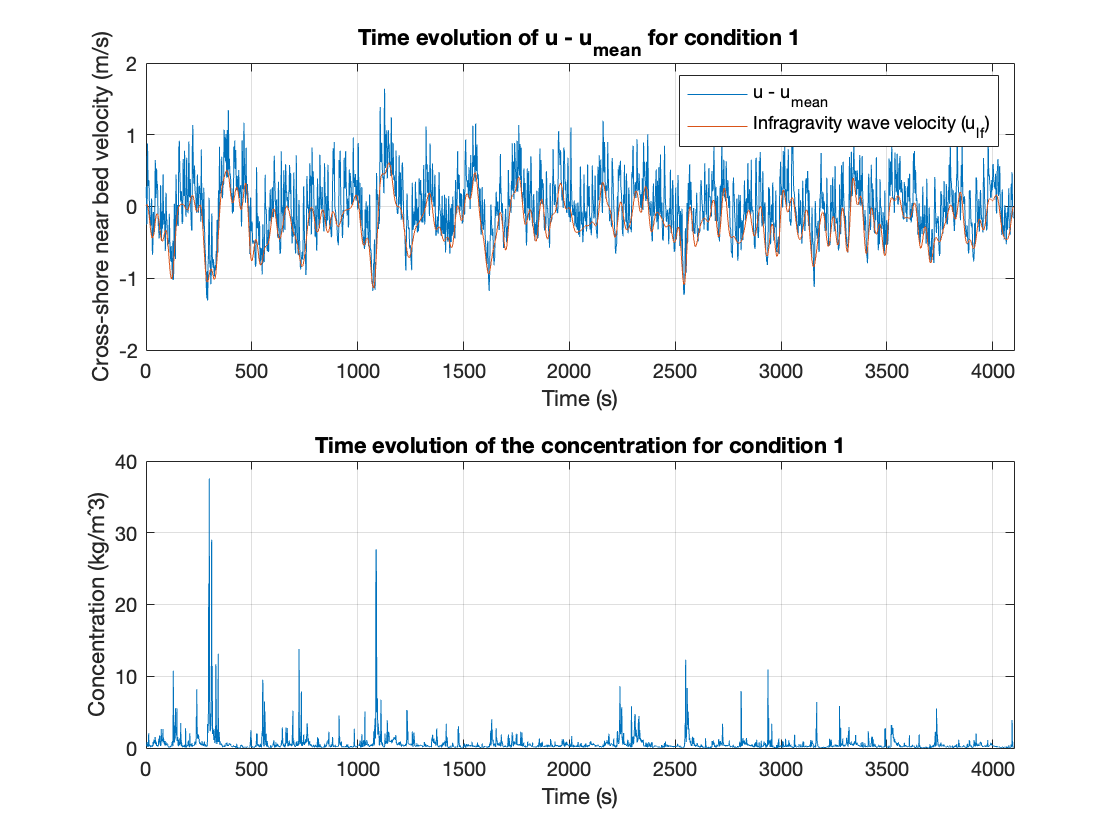 Time evolution of u - u_mean for condition 1
Cross-shore near bed velocity (m/s)
2
1
0
-1
-2
u - u_mean
Infragravity wave velocity (u_lf)
0 500 1000 1500 2000 2500 3000 3500 4000
Time (s)
Time evolution of the concentration for condition 1
Concentration (kg/m^3)
40
30
20
10
0
0 500 1000 1500 2000 2500 3000 3500 4000
Time (s)